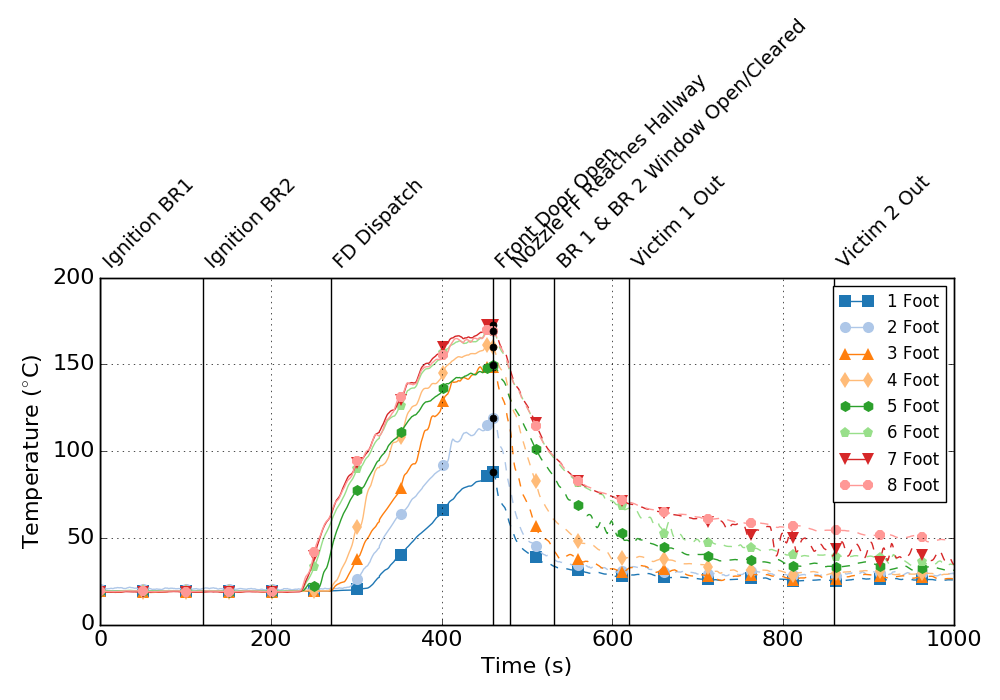 Ignition BR1
Ignition BR2
FD Dispatch
Front Door Open
Nozzle FF Reaches Hallway
BR 1 & BR 2 Window Open/Cleared
Victim 1 Out
Victim 2 Out
200
150
100
50
0
Temperature (°C)
0
200
400
600
800
1000
Time (s)
1 Foot
2 Foot
3 Foot
4 Foot
5 Foot
6 Foot
7 Foot
8 Foot